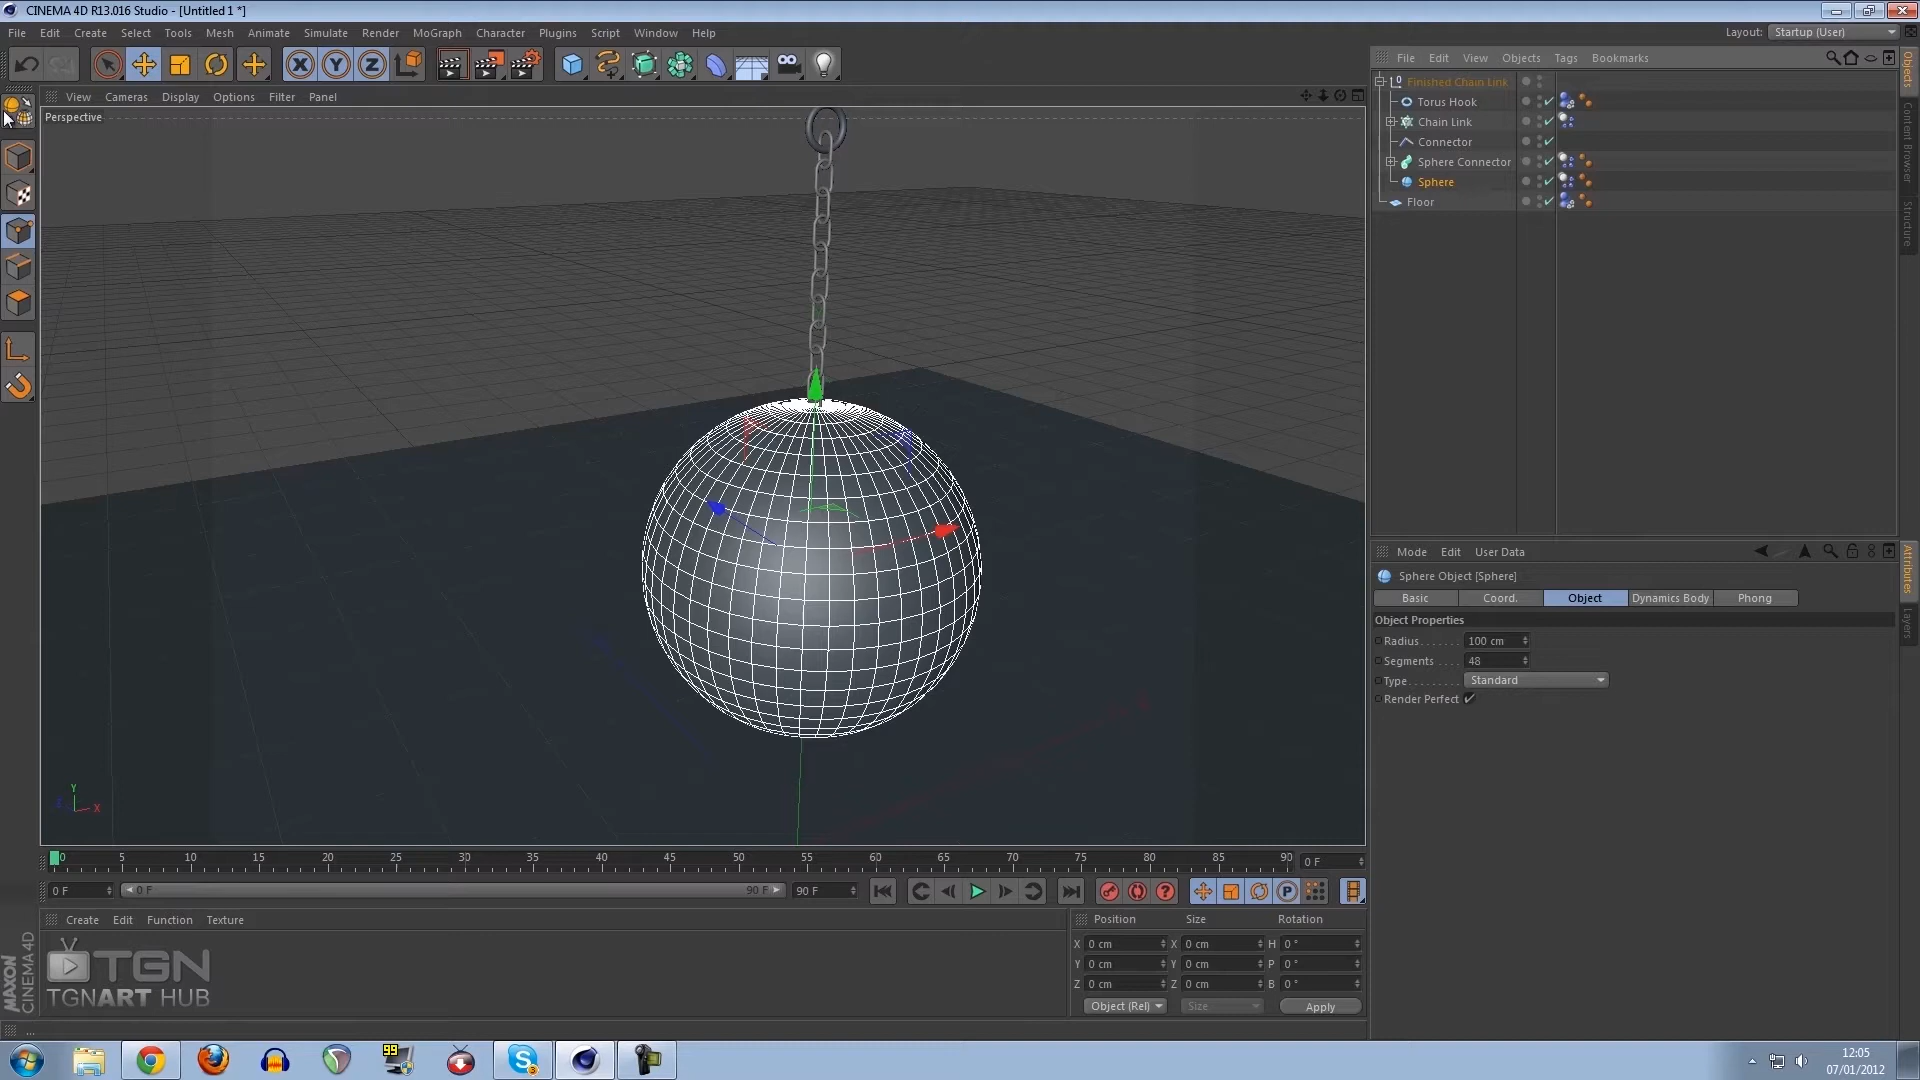 CINEMA 4D R13.016 Studio - [Untitled 1 *]
File Edit Create Select Tools Mesh Animate Simulate Render MoGraph Character Plugins Script Window Help
Layout: Startup (User)
X Y Z
View Cameras Display Options Filter Panel
Perspective
File Edit View Objects Tags Bookmarks
Finished Chain Link
Torus Hook
Chain Link
Connector
Sphere Connector
Sphere
Floor
Objects
Content Browser
Structure
Mode Edit User Data
Sphere Object [Sphere]
Basic Coord. Object Dynamics Body Phong
Object Properties
Radius....... 100 cm
Segments.... 48
Type......... Standard
Render Perfect
Attributes
Layers
Y
Z X
0 5 10 15 20 25 30 35 40 45 50 55 60 65 70 75 80 85 90 0 F
0 F 0 F 90 F 90 F
P
Create Edit Function Texture
Position Size Rotation
X 0 cm X 0 cm H 0 °
Y 0 cm Y 0 cm P 0 °
Z 0 cm Z 0 cm B 0 °
Object (Rel) Size Apply
MAXON
CINEMA 4D
TGN
TGNART HUB
...
99
12:05
07/01/2012